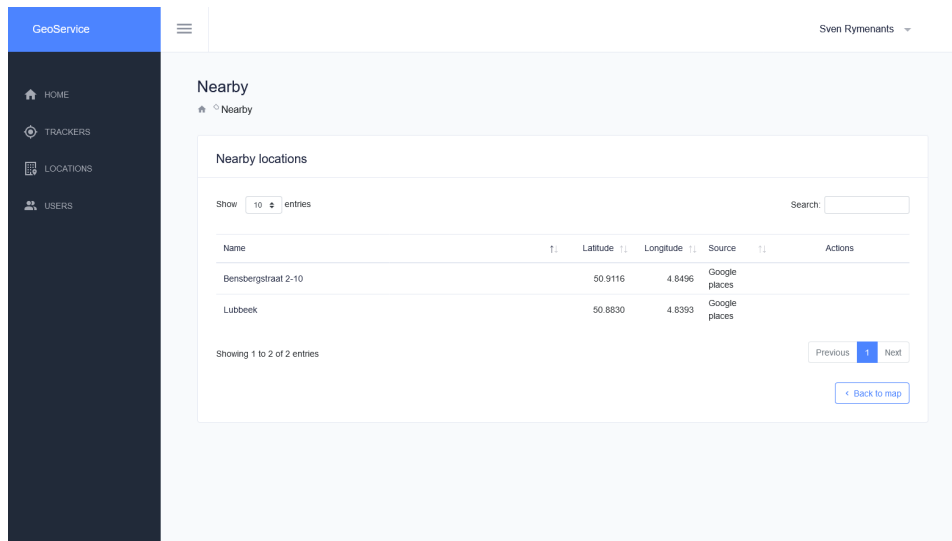 GeoService
Sven Rymenants
HOME
TRACKERS
LOCATIONS
USERS
Nearby
Nearby
Nearby locations
Show 10 entries
Search:
Name Latitude Longitude Source Actions
Bensbergstraat 2-10 50.9116 4.8496 Google places
Lubbeek 50.8830 4.8393 Google places
Showing 1 to 2 of 2 entries
Previous 1 Next
Back to map